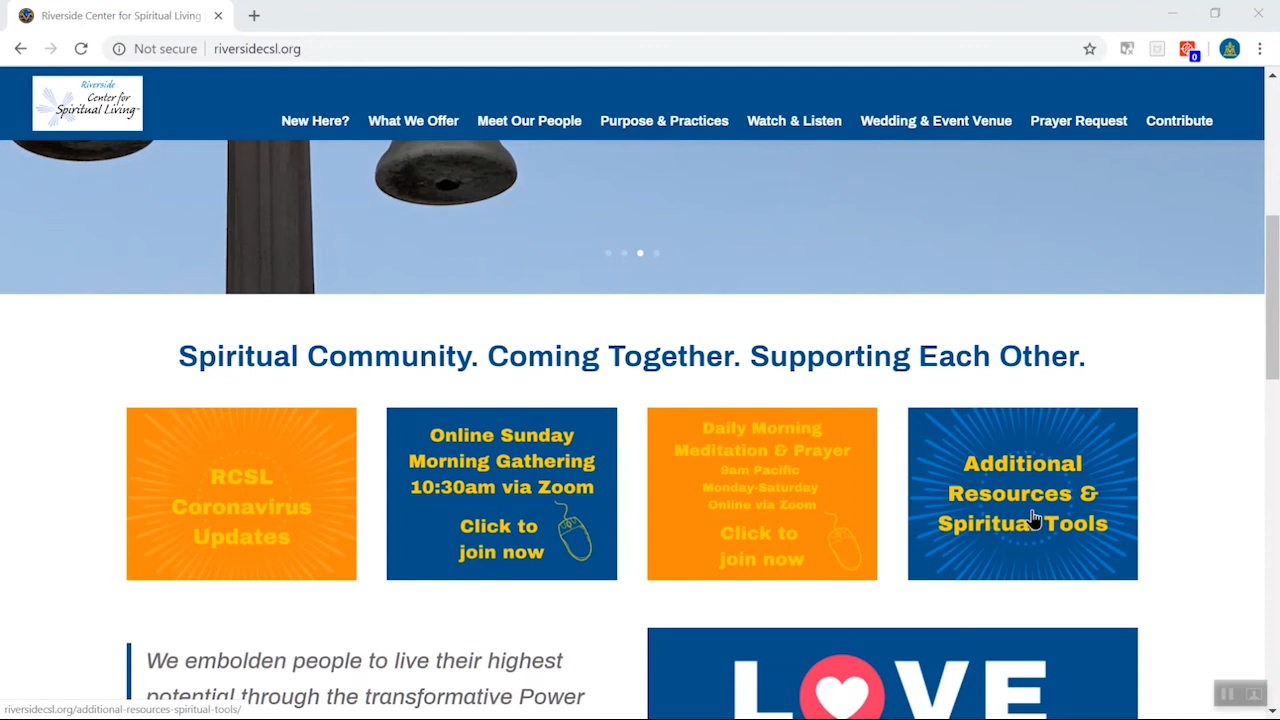 Riverside Center for Spiritual Living
Not secure
riversidecsl.org
0
Riverside
Center for
Spiritual Living
New Here?
What We Offer
Meet Our People
Purpose & Practices
Watch & Listen
Wedding & Event Venue
Prayer Request
Contribute
Spiritual Community. Coming Together. Supporting Each Other.
RCSL
Coronavirus
Updates
Online Sunday
Morning Gathering
10:30am via Zoom
Click to
join now
Daily Morning
Meditation & Prayer
9am Pacific
Monday-Saturday
Online via Zoom
Click to
join now
Additional
Resources &
Spiritual Tools
We embolden people to live their highest
potential through the transformative Power
L VE
riversidecsl.org/additional-resources-spiritual-tools/